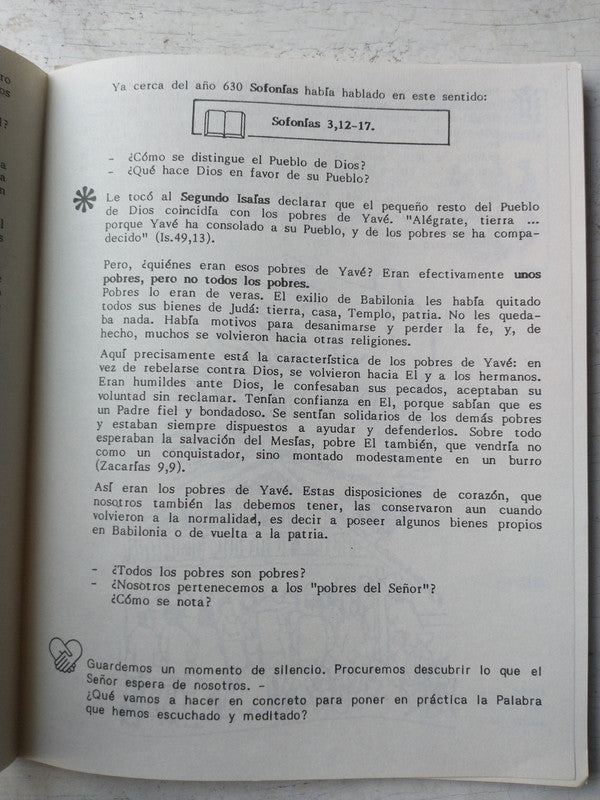 Ya cerca del año 630 Sofonías había hablado en este sentido:
Sofonías 3,12-17.
- ¿Cómo se distingue el Pueblo de Dios?
- ¿Qué hace Dios en favor de su Pueblo?
Le tocó al Segundo Isaías declarar que el pequeño resto del Pueblo
de Dios coincidía con los pobres de Yavé. "Alégrate, tierra ...
porque Yavé ha consolado a su Pueblo, y de los pobres se ha compa-
decido" (Is.49,13).
Pero, ¿quiénes eran esos pobres de Yavé? Eran efectivamente unos
pobres, pero no todos los pobres.
Pobres lo eran de veras. El exilio de Babilonia les había quitado
todos sus bienes de Judá: tierra, casa, Templo, patria. No les queda-
ba nada. Había motivos para desanimarse y perder la fe, y, de
hecho, muchos se volvieron hacia otras religiones.
Aquí precisamente está la característica de los pobres de Yavé: en
vez de rebelarse contra Dios, se volvieron hacia El y a los hermanos.
Eran humildes ante Dios, le confesaban sus pecados, aceptaban su
voluntad sin reclamar. Tenían confianza en El, porque sabían que es
un Padre fiel y bondadoso. Se sentían solidarios de los demás pobres
y estaban siempre dispuestos a ayudar y defenderlos. Sobre todo
esperaban la salvación del Mesías, pobre El también, que vendría no
como un conquistador, sino montado modestamente en un burro
(Zacarías 9,9).
Así eran los pobres de Yavé. Estas disposiciones de corazón, que
nosotros también las debemos tener, las conservaron aun cuando
volvieron a la normalidad, es decir a poseer algunos bienes propios
en Babilonia o de vuelta a la patria.
- ¿Todos los pobres son pobres?
- ¿Nosotros pertenecemos a los "pobres del Señor"?
¿Cómo se nota?
Guardemos un momento de silencio. Procuremos descubrir lo que el
Señor espera de nosotros. -
¿Qué vamos a hacer en concreto para poner en práctica la Palabra
que hemos escuchado y meditado?